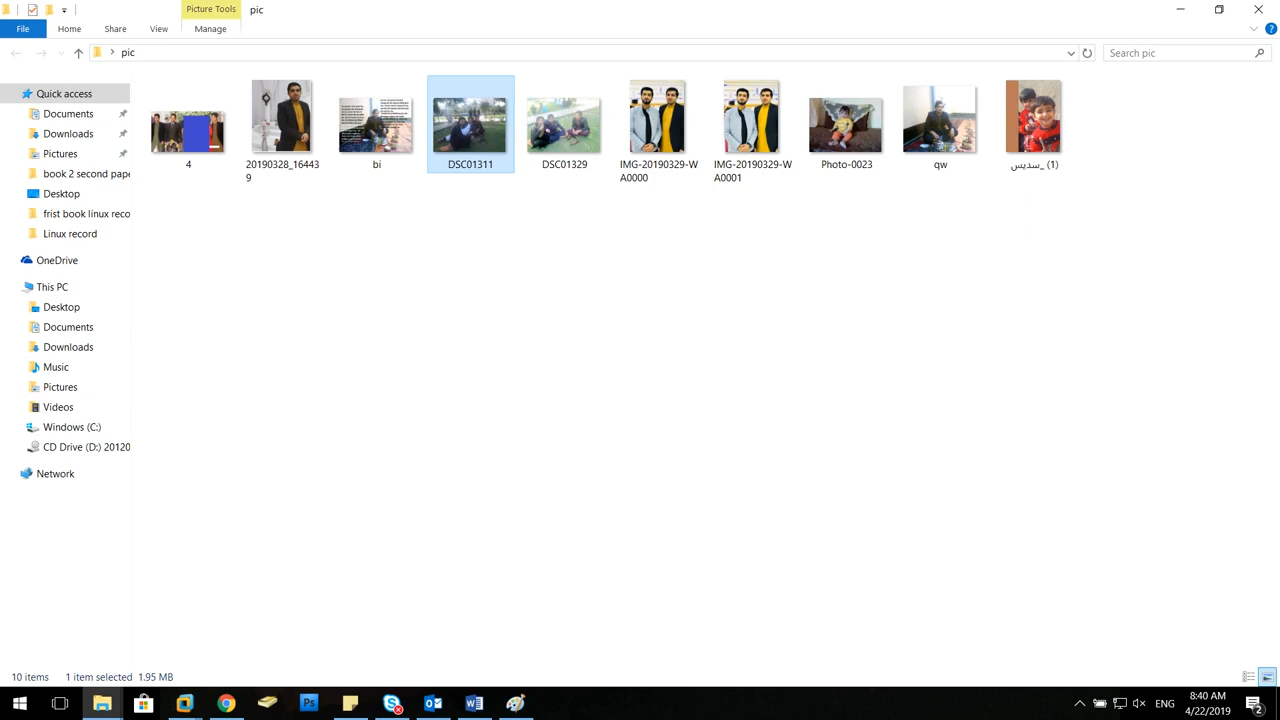 Picture Tools
pic
File
Home
Share
View
Manage
pic
Search pic
Quick access
Documents
Downloads
Pictures
book 2 second pape
Desktop
frist book linux reco
Linux record
OneDrive
This PC
Desktop
Documents
Downloads
Music
Pictures
Videos
Windows (C:)
CD Drive (D:) 20120
Network
4
20190328_16443
9
bi
DSC01311
DSC01329
IMG-20190329-W
A0000
IMG-20190329-W
A0001
Photo-0023
qw
سديس_ (1)
10 items
1 item selected
1.95 MB
Ps
ENG
8:40 AM
4/22/2019
2